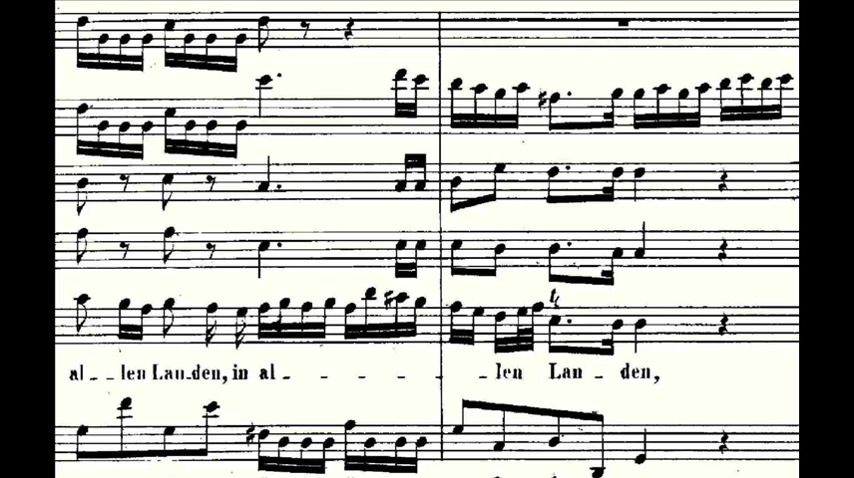 al - - len Lan - den, in al - - - - - len Lan - den,